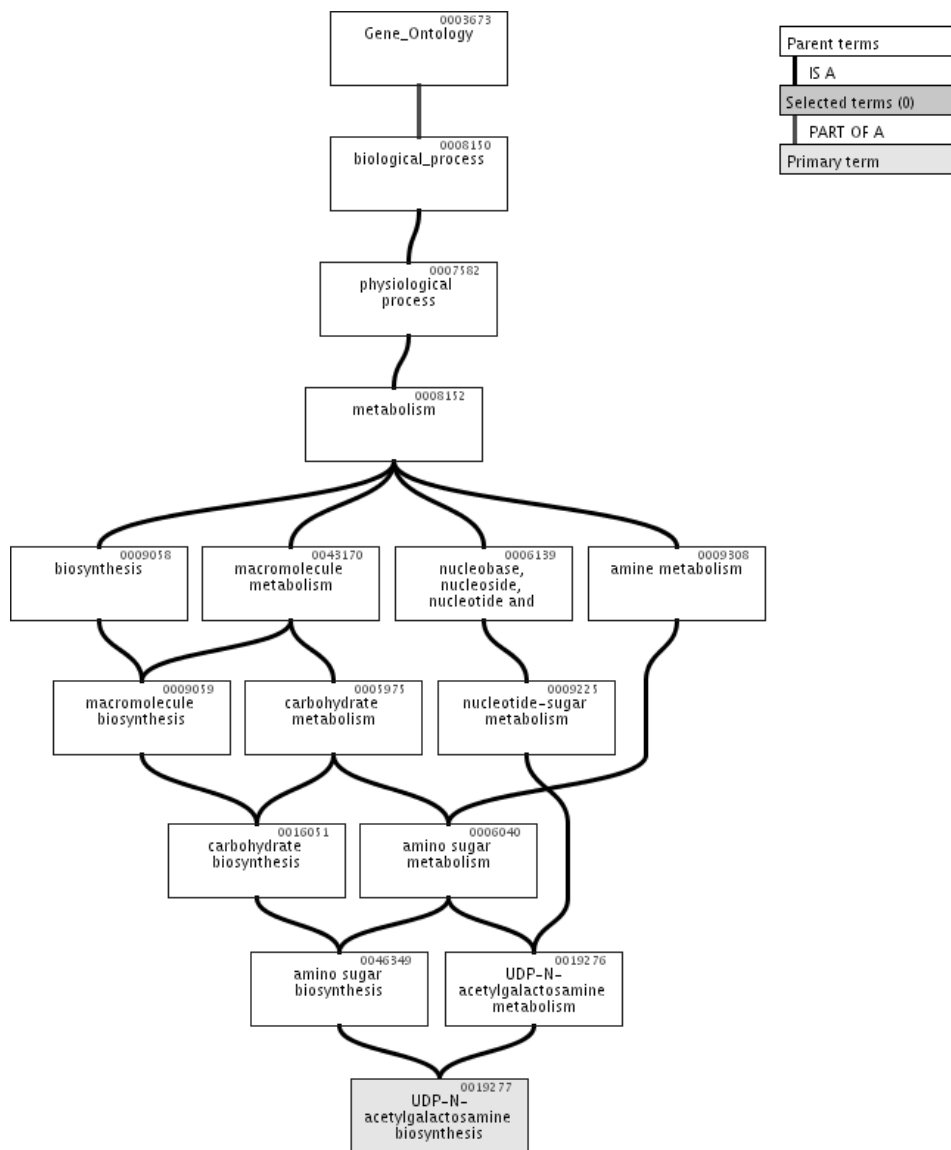 0003673
Gene_Ontology
Parent terms
IS A
Selected terms (0)
PART OF A
Primary term
0008150
biological_process
0007582
physiological
process
0008152
metabolism
0009058
biosynthesis
0043170
macromolecule
metabolism
0006139
nucleobase,
nucleoside,
nucleotide and
0009308
amine metabolism
0009059
macromolecule
biosynthesis
0005975
carbohydrate
metabolism
0009225
nucleotide-sugar
metabolism
0016051
carbohydrate
biosynthesis
0006040
amino sugar
metabolism
0046349
amino sugar
biosynthesis
0019276
UDP-N-
acetylgalactosamine
metabolism
0019277
UDP-N-
acetylgalactosamine
biosynthesis